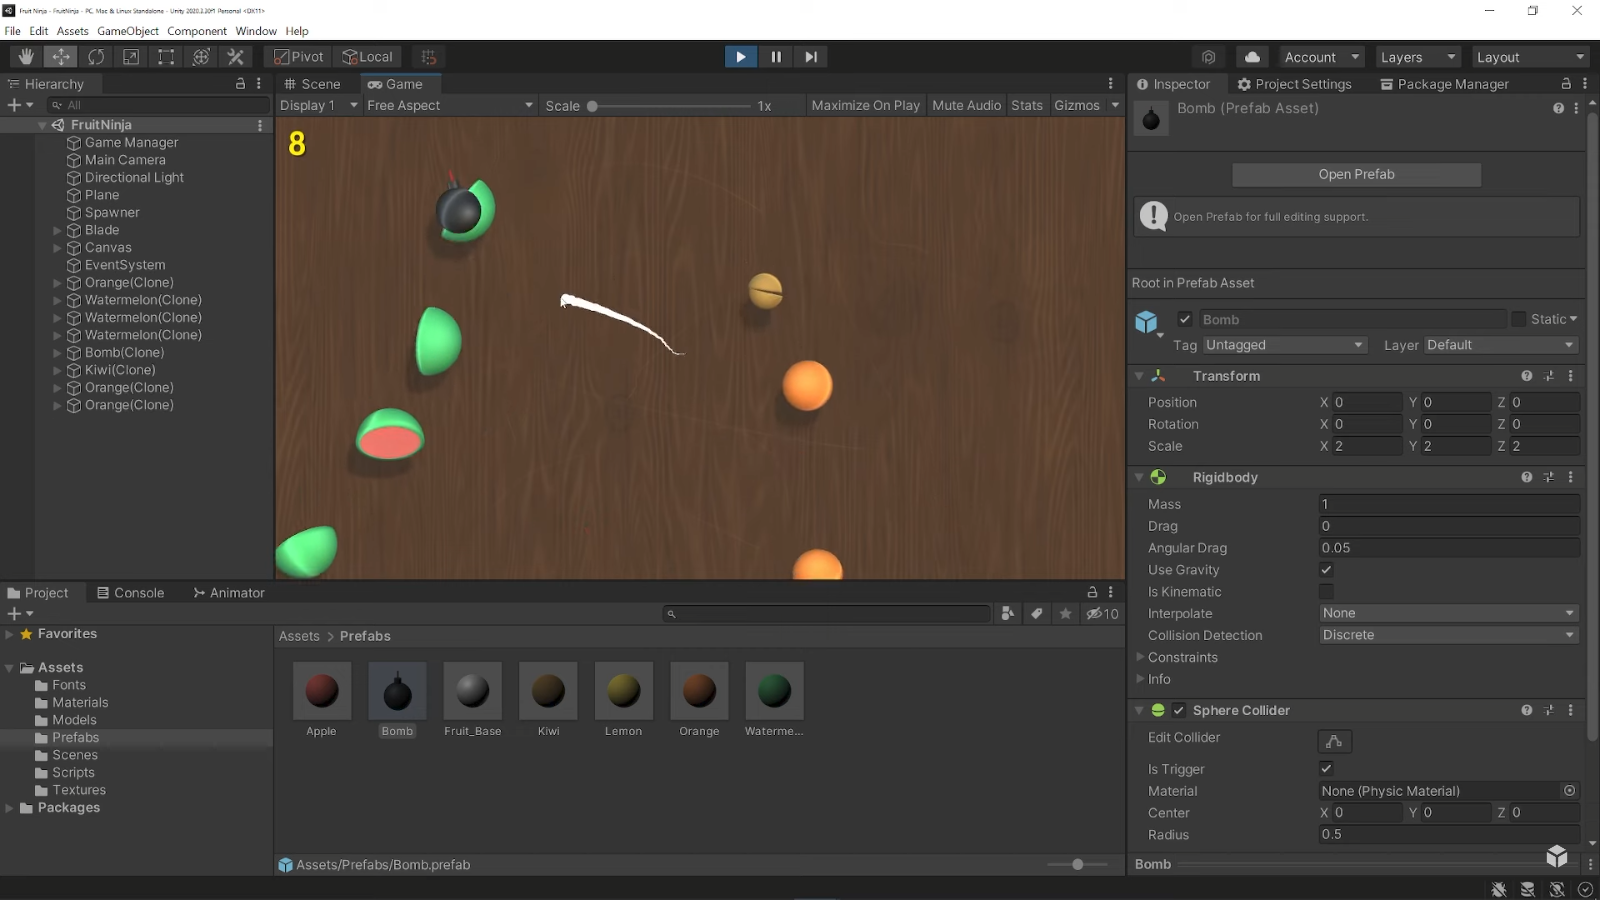 Fruit Ninja - FruitNinja - PC, Mac & Linux Standalone - Unity 2020.3.20f1 Personal <DX11>
File Edit Assets GameObject Component Window Help
Pivot Local Account Layers Layout
Hierarchy
All
FruitNinja
Game Manager
Main Camera
Directional Light
Plane
Spawner
Blade
Canvas
EventSystem
Orange(Clone)
Watermelon(Clone)
Watermelon(Clone)
Watermelon(Clone)
Bomb(Clone)
Kiwi(Clone)
Orange(Clone)
Orange(Clone)
Scene Game
Display 1 Free Aspect Scale 1x Maximize On Play Mute Audio Stats Gizmos
8
Inspector Project Settings Package Manager
Bomb (Prefab Asset)
Open Prefab
Open Prefab for full editing support.
Root in Prefab Asset
Bomb Static
Tag Untagged Layer Default
Transform
Position X 0 Y 0 Z 0
Rotation X 0 Y 0 Z 0
Scale X 2 Y 2 Z 2
Rigidbody
Mass 1
Drag 0
Angular Drag 0.05
Use Gravity
Is Kinematic
Interpolate None
Collision Detection Discrete
Constraints
Info
Sphere Collider
Edit Collider
Is Trigger
Material None (Physic Material)
Center X 0 Y 0 Z 0
Radius 0.5
Bomb
Project Console Animator
10
Favorites
Assets
Fonts
Materials
Models
Prefabs
Scenes
Scripts
Textures
Packages
Assets > Prefabs
Apple Bomb Fruit_Base Kiwi Lemon Orange Waterme...
Assets/Prefabs/Bomb.prefab